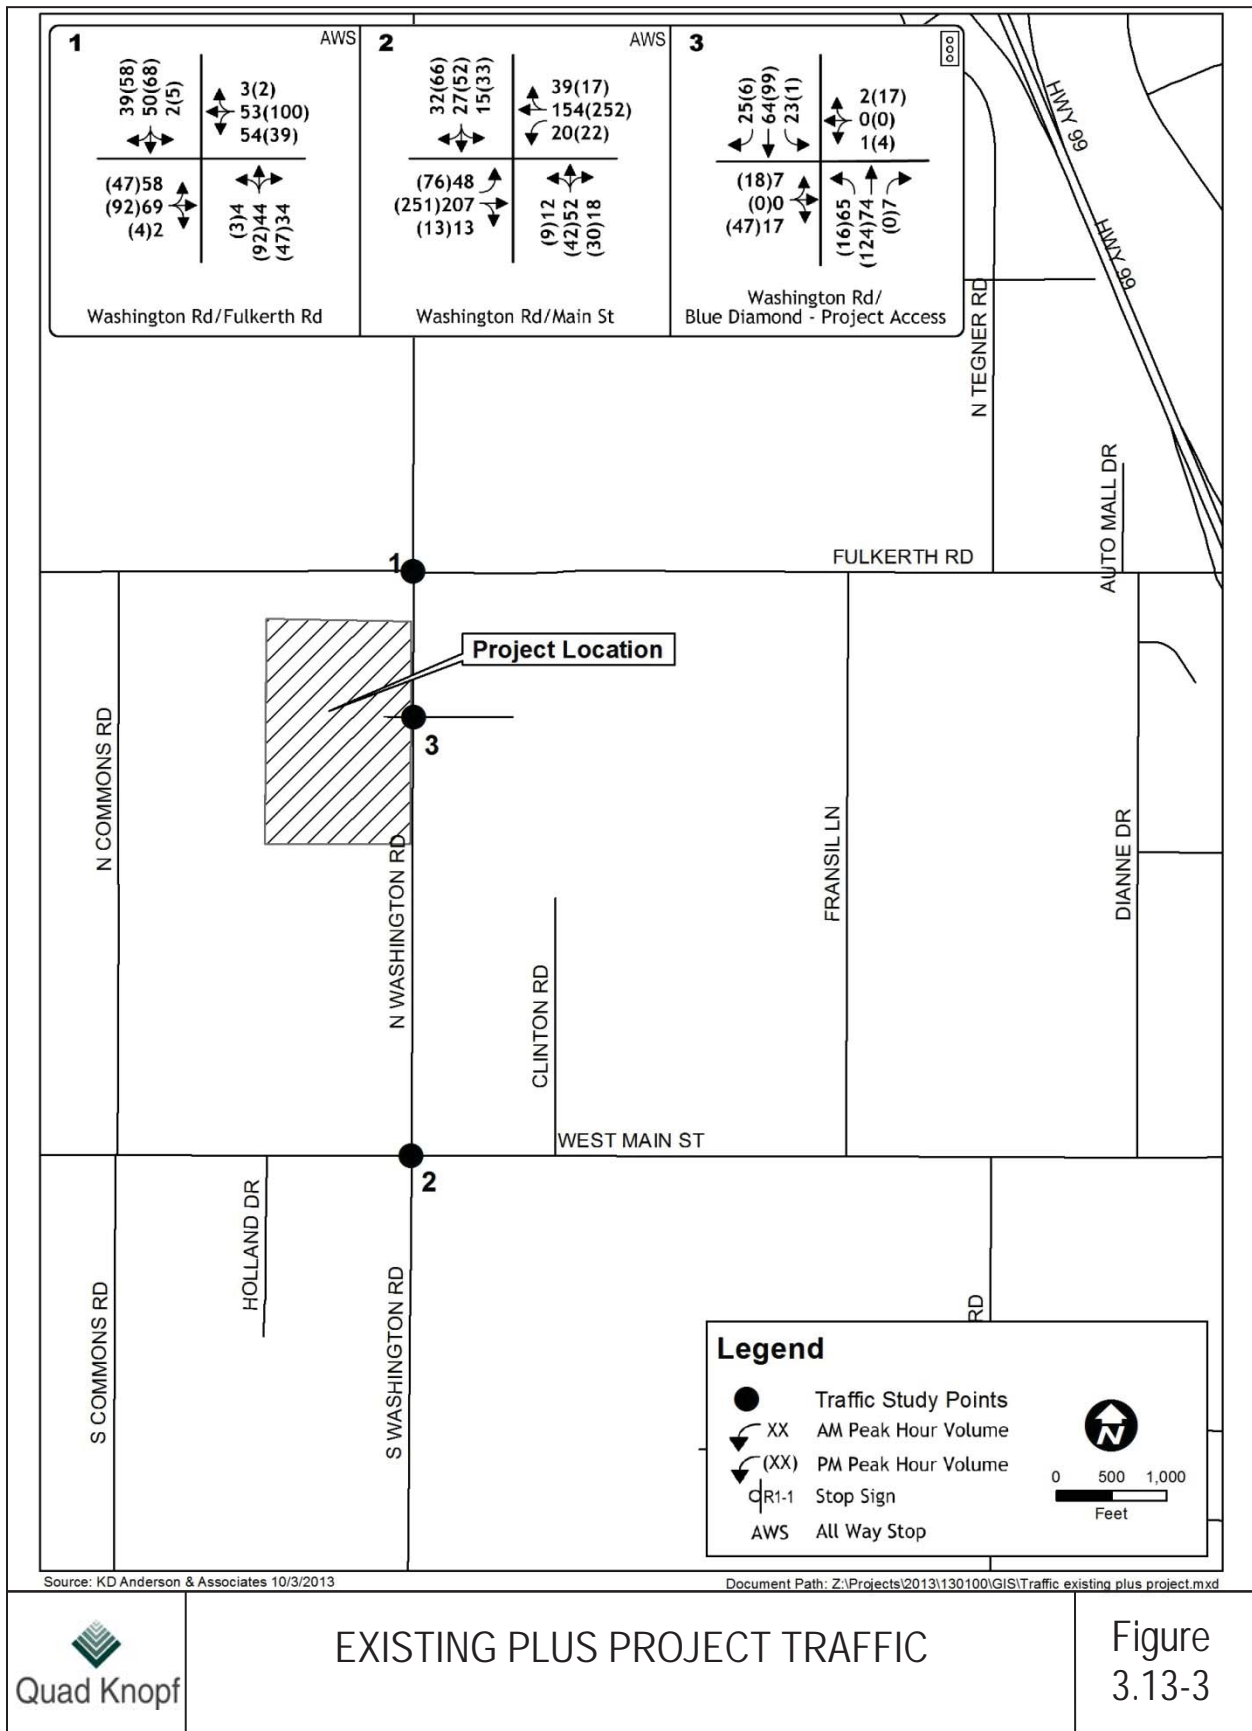 1
AWS
39(58)
50(68)
2(5)
3(2)
53(100)
54(39)
(47)58
(92)69
(4)2
(3)4
(92)44
(47)34
Washington Rd/Fulkerth Rd
2
AWS
32(66)
27(52)
15(33)
39(17)
154(252)
20(22)
(76)48
(251)207
(13)13
(9)12
(42)52
(30)18
Washington Rd/Main St
3
25(6)
64(99)
23(1)
2(17)
0(0)
1(4)
(18)7
(0)0
(47)17
(16)65
(124)74
(0)7
Washington Rd/
Blue Diamond - Project Access
HWY 99
HWY 99
N TEGNER RD
AUTO MALL DR
FULKERTH RD
1
Project Location
3
N COMMONS RD
N WASHINGTON RD
FRANSIL LN
DIANNE DR
CLINTON RD
WEST MAIN ST
2
HOLLAND DR
S COMMONS RD
S WASHINGTON RD
RD
Legend
Traffic Study Points
XX AM Peak Hour Volume
(XX) PM Peak Hour Volume
R1-1 Stop Sign
AWS All Way Stop
N
0 500 1,000
Feet
Source: KD Anderson & Associates 10/3/2013
Document Path: Z:\Projects\2013\130100\GIS\Traffic existing plus project.mxd
Quad Knopf
EXISTING PLUS PROJECT TRAFFIC
Figure
3.13-3